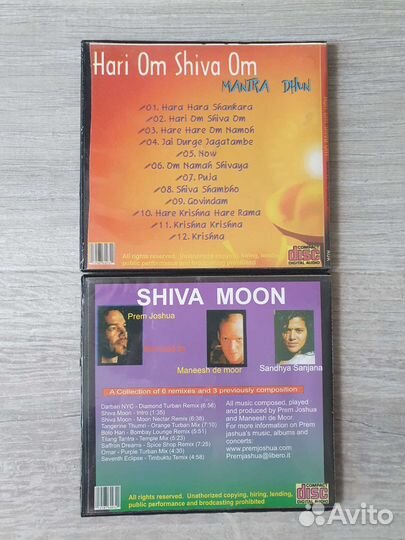 Hari Om Shiva Om
MANTRA DHUN
01. Hara Hara Shankara
02. Hari Om Shiva Om
03. Hare Hare Om Namoh
04. Jai Durge Jagatambe
05. Now
06. Om Namah Shivaya
07. Puja
08. Shiva Shambho
09. Govindam
10. Hare Krishna Hare Rama
11. Krishna Krishna
12. Krishna
All rights reserved. Unathorized copying, hiring, lending,
public performance and brodcasting prohibited
COMPACT
disc
DIGITAL AUDIO
SHIVA MOON
Prem Joshua
Maneesh de moor
Sandhya Sanjana
A Collection of 6 remixes and 3 previously composition
Darbari NYC - Diamond Turban Remix (6:56)
Shiva Moon - Intro (1:35)
Shiva Moon - Moon Nectar Remix (6:38)
Tangerine Thumri - Orange Turban Mix (7:10)
Bolo Hari - Bombay Lounge Remix (5:51)
Tilang Tantra - Temple Mix (5:23)
Saffron Dreams - Spice Shop Remix (7:25)
Omar - Purple Turban Mix (4:30)
Seventh Eclipse - Timbuktu Temix (4:58)
All music composed, played
and produced by Prem Joshua
and Maneesh de Moor.
For more information on Prem
jashua's music, albums and
concerts:
www.premjoshua.com
Premjoshua@libero.it
All rights reserved. Unathorized copying, hiring, lending,
public performance and brodcasting prohibited
COMPACT
disc
DIGITAL AUDIO
Avito